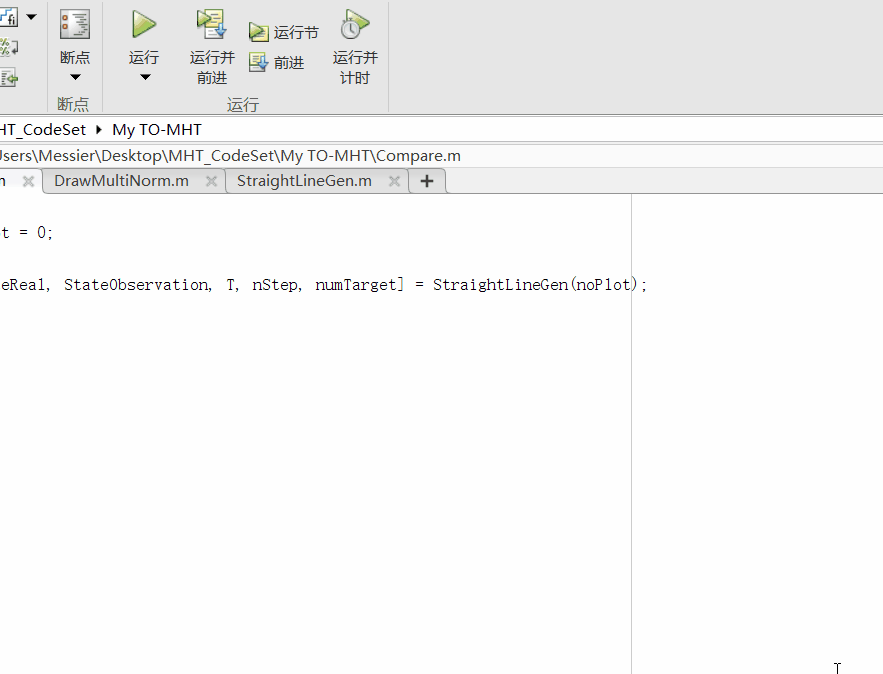 断点
运行
运行并
前进
运行节
前进
运行并
计时
断点
运行
HT_CodeSet ▸ My TO-MHT
Users\Messier\Desktop\MHT_CodeSet\My TO-MHT\Compare.m
DrawMultiNorm.m
StraightLineGen.m
t = 0;
eReal, StateObservation, T, nStep, numTarget] = StraightLineGen(noPlot);